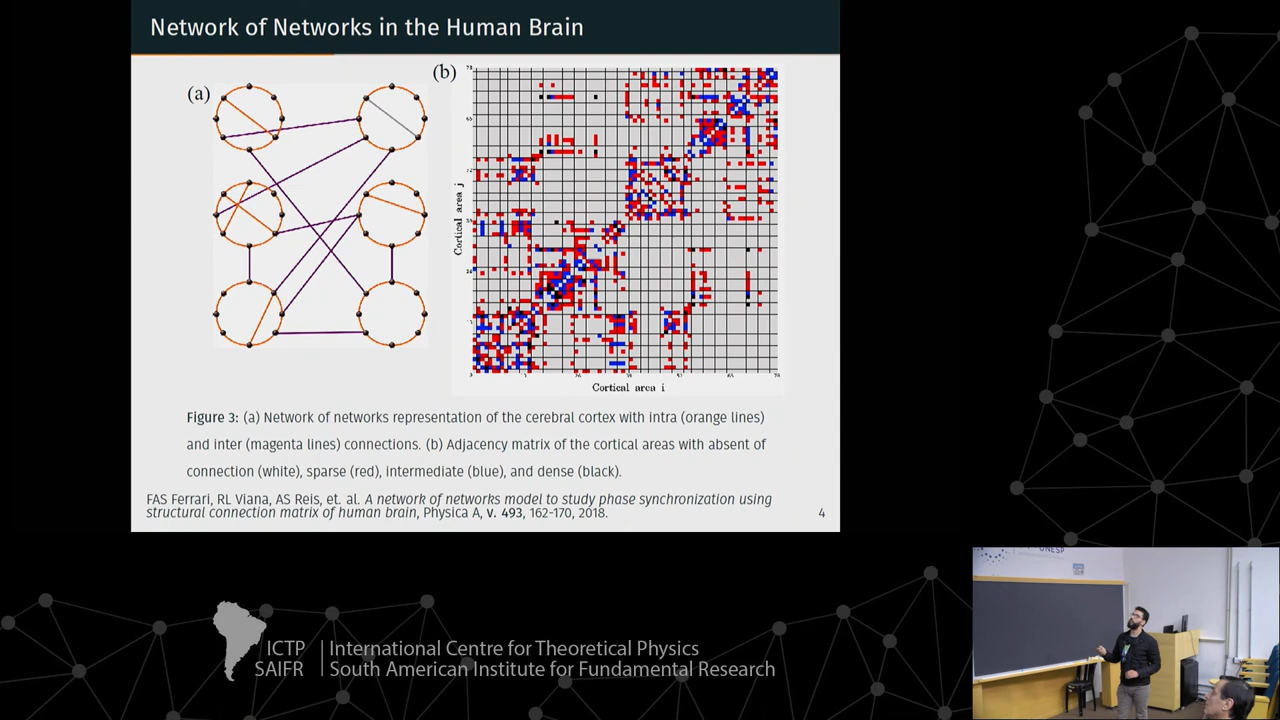 Network of Networks in the Human Brain
(a)
(b)
Cortical area j
Cortical area i
Figure 3: (a) Network of networks representation of the cerebral cortex with intra (orange lines)
and inter (magenta lines) connections. (b) Adjacency matrix of the cortical areas with absent of
connection (white), sparse (red), intermediate (blue), and dense (black).
FAS Ferrari, RL Viana, AS Reis, et. al. A network of networks model to study phase synchronization using
structural connection matrix of human brain, Physica A, v. 493, 162-170, 2018.
4
UNESP
ICTP
SAIFR
International Centre for Theoretical Physics
South American Institute for Fundamental Research